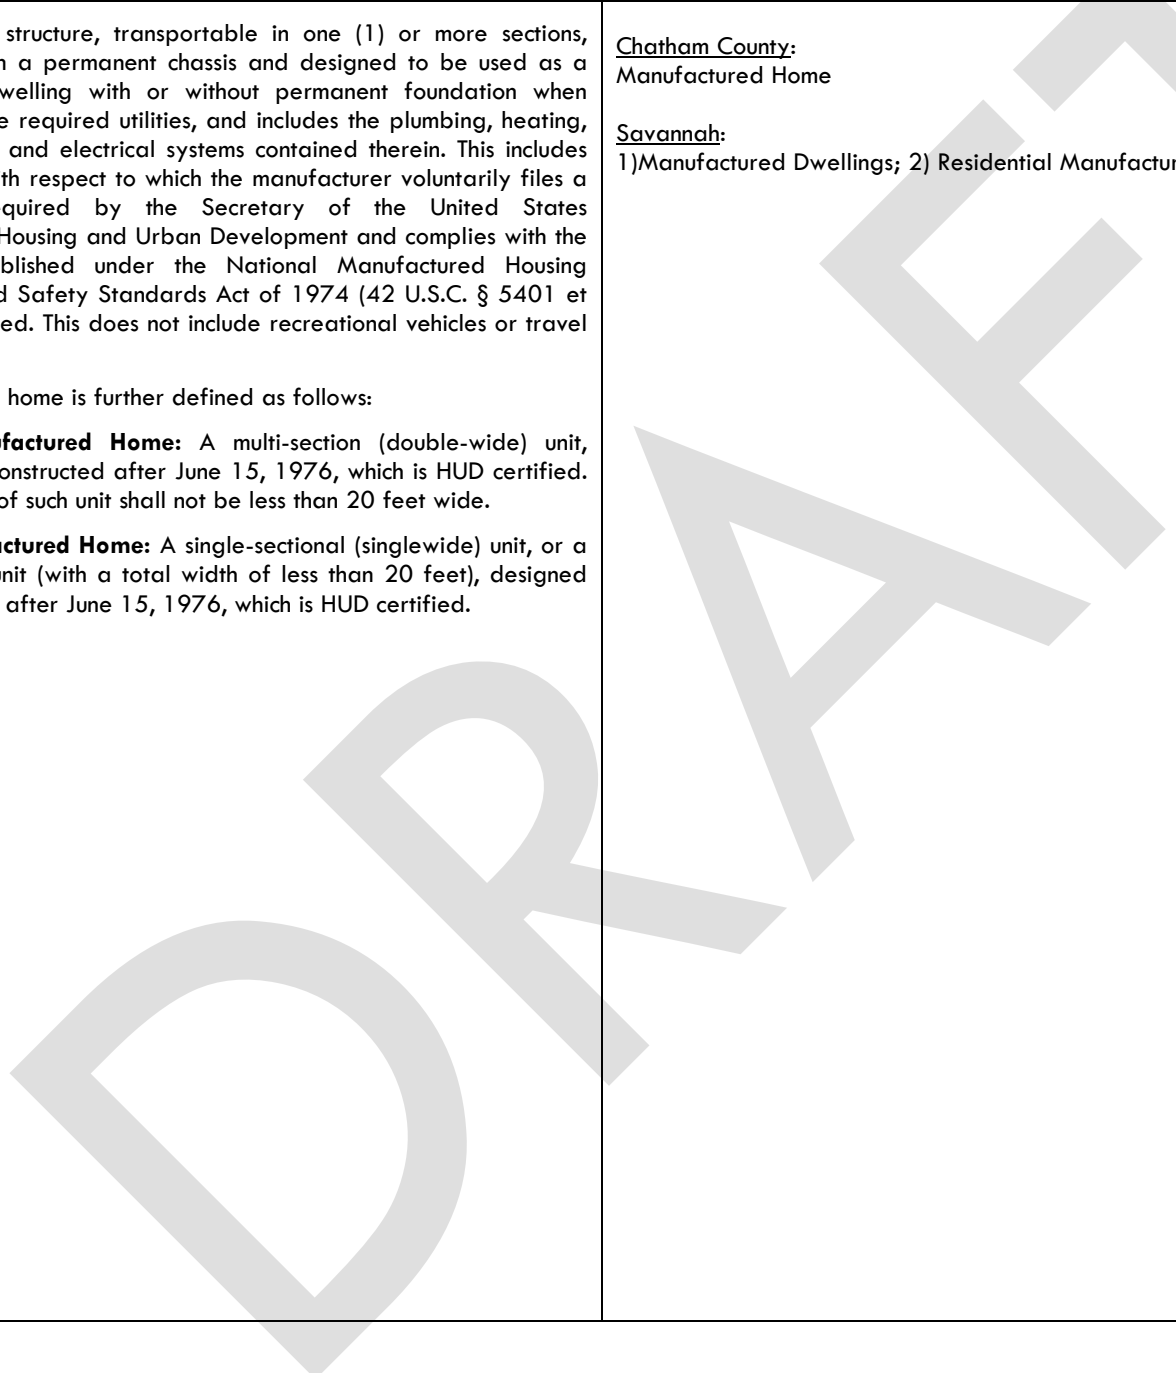 structure, transportable in one (1) or more sections,
a permanent chassis and designed to be used as a
welling with or without permanent foundation when
e required utilities, and includes the plumbing, heating,
and electrical systems contained therein. This includes
th respect to which the manufacturer voluntarily files a
quired by the Secretary of the United States
Housing and Urban Development and complies with the
blished under the National Manufactured Housing
d Safety Standards Act of 1974 (42 U.S.C. § 5401 et
ed. This does not include recreational vehicles or travel
home is further defined as follows:
ufactured Home: A multi-section (double-wide) unit,
onstructed after June 15, 1976, which is HUD certified.
of such unit shall not be less than 20 feet wide.
actured Home: A single-sectional (singlewide) unit, or a
unit (with a total width of less than 20 feet), designed
after June 15, 1976, which is HUD certified.
Chatham County:
Manufactured Home
Savannah:
1)Manufactured Dwellings; 2) Residential Manufactur
DRAFT